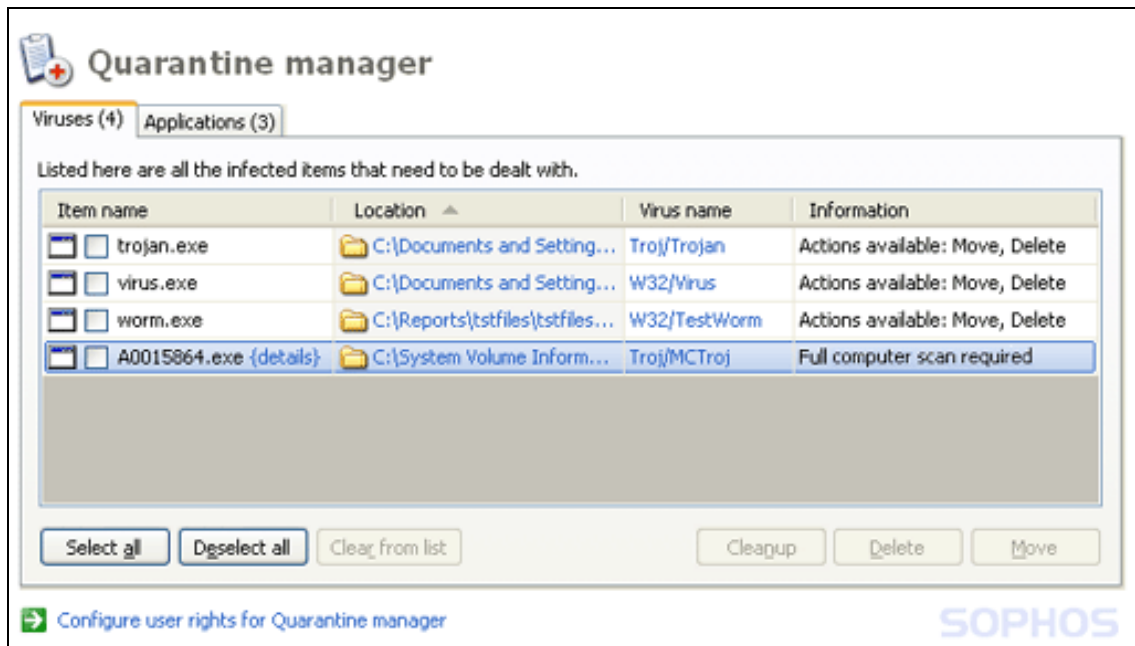 Quarantine manager
Viruses (4) Applications (3)
Listed here are all the infected items that need to be dealt with.
Item name Location Virus name Information
trojan.exe C:\Documents and Setting... Troj/Trojan Actions available: Move, Delete
virus.exe C:\Documents and Setting... W32/Virus Actions available: Move, Delete
worm.exe C:\Reports\tstfiles\tstfiles... W32/TestWorm Actions available: Move, Delete
A0015864.exe {details} C:\System Volume Inform... Troj/MCTroj Full computer scan required
Select all Deselect all Clear from list Cleanup Delete Move
Configure user rights for Quarantine manager
SOPHOS